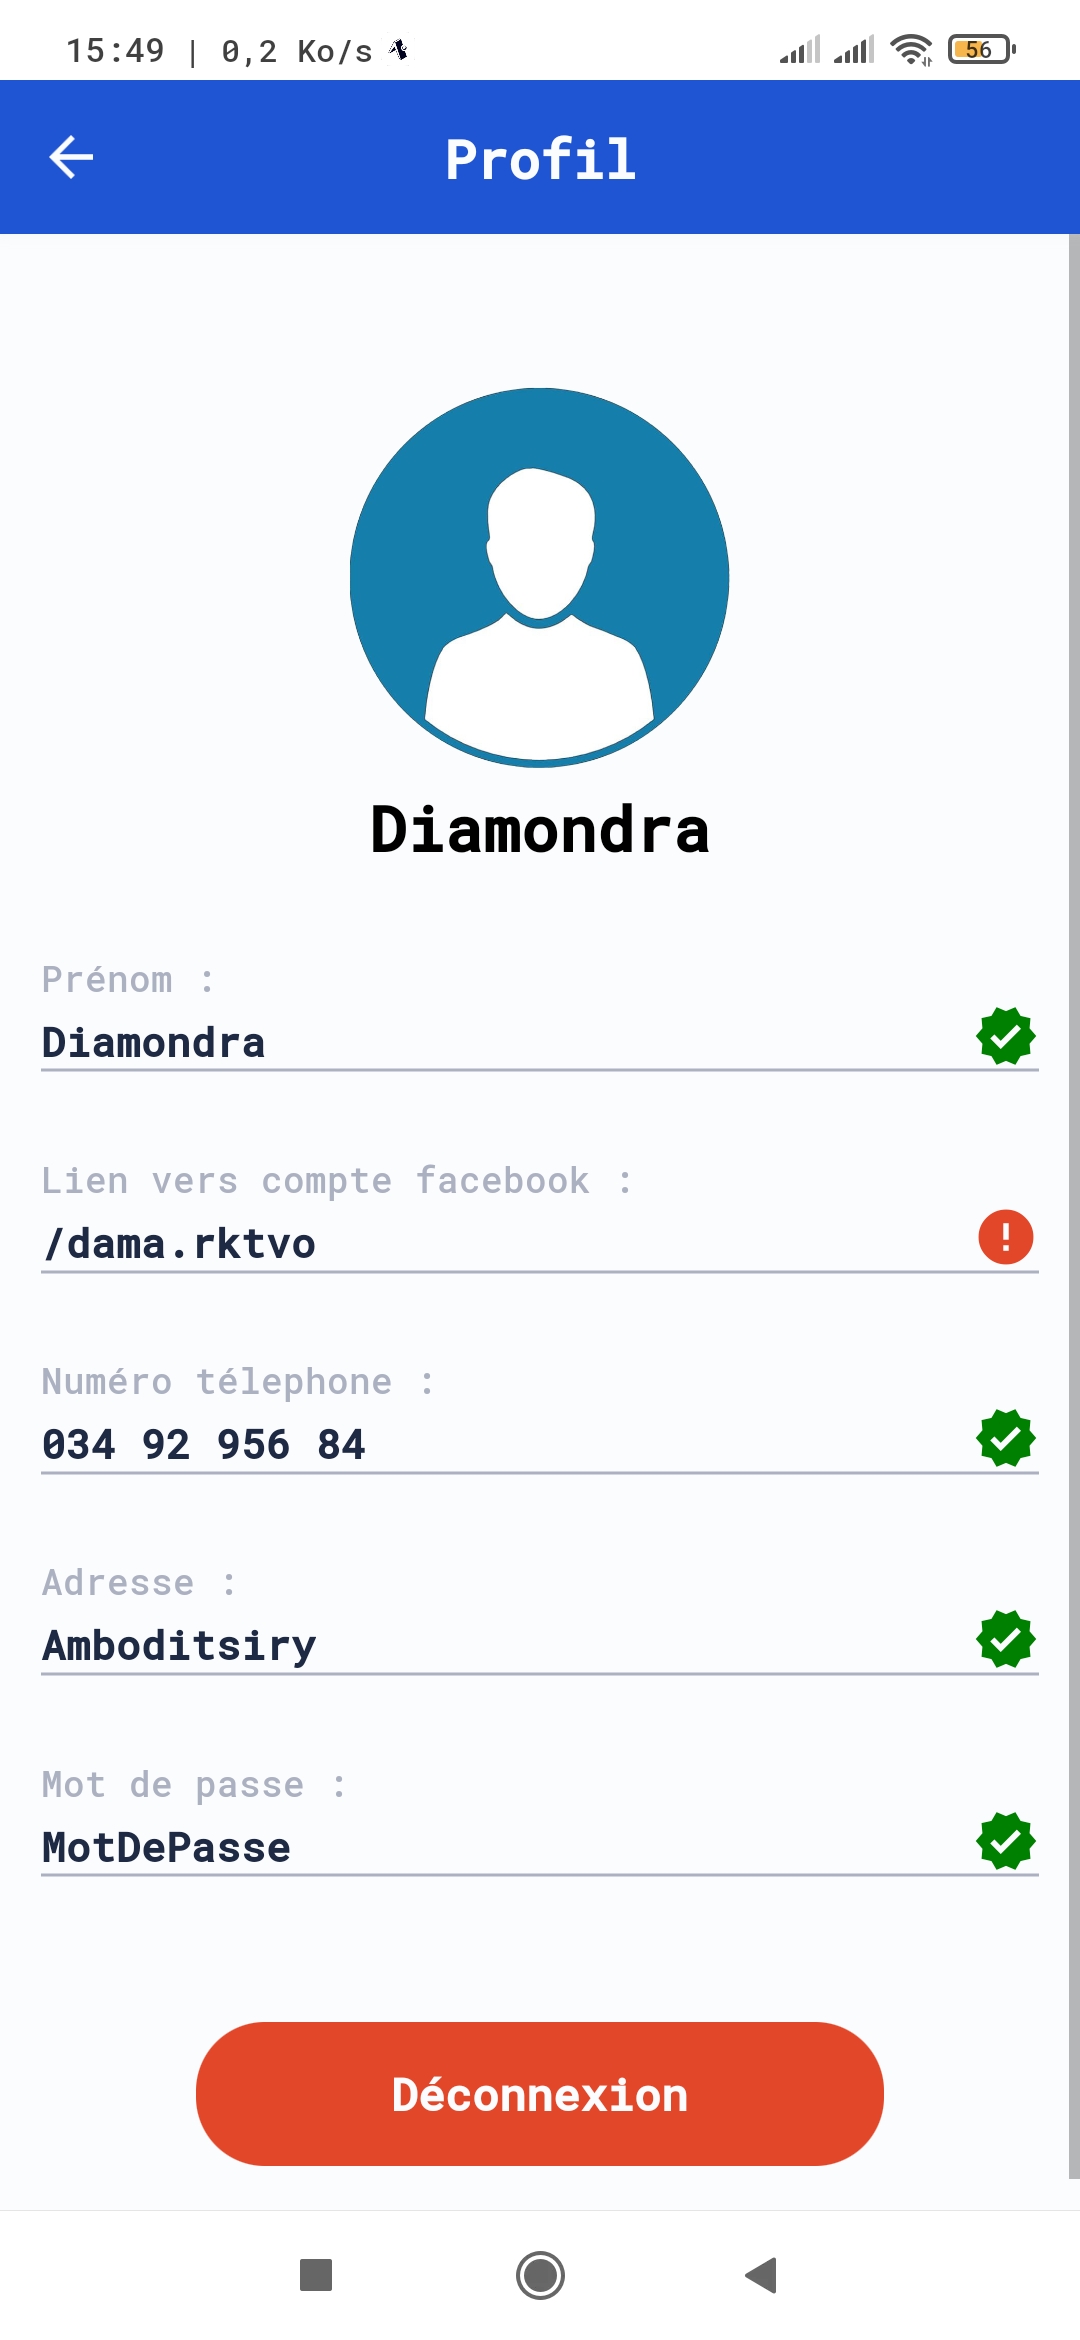 15:49 | 0,2 Ko/s
56
Profil
Diamondra
Prénom :
Diamondra
Lien vers compte facebook :
/dama.rktvo
Numéro télephone :
034 92 956 84
Adresse :
Amboditsiry
Mot de passe :
MotDePasse
Déconnexion